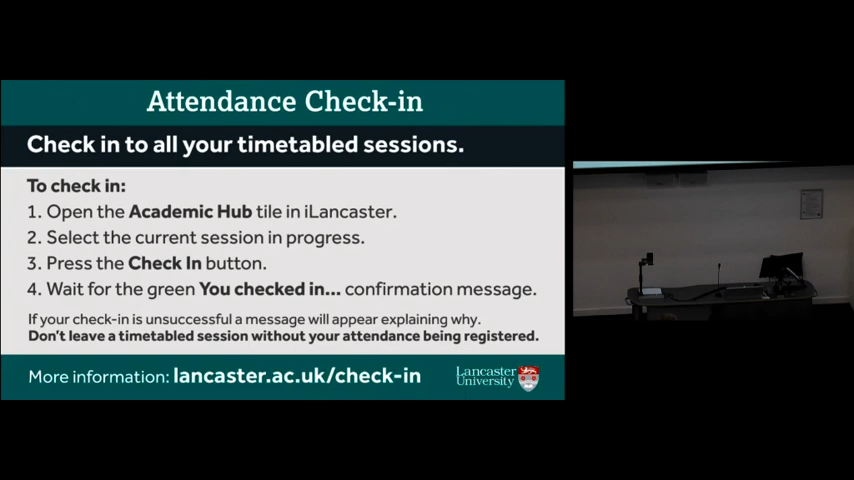 Attendance Check-in
Check in to all your timetabled sessions.
To check in:
1. Open the Academic Hub tile in iLancaster.
2. Select the current session in progress.
3. Press the Check In button.
4. Wait for the green You checked in... confirmation message.
If your check-in is unsuccessful a message will appear explaining why.
Don't leave a timetabled session without your attendance being registered.
More information: lancaster.ac.uk/check-in
Lancaster
University